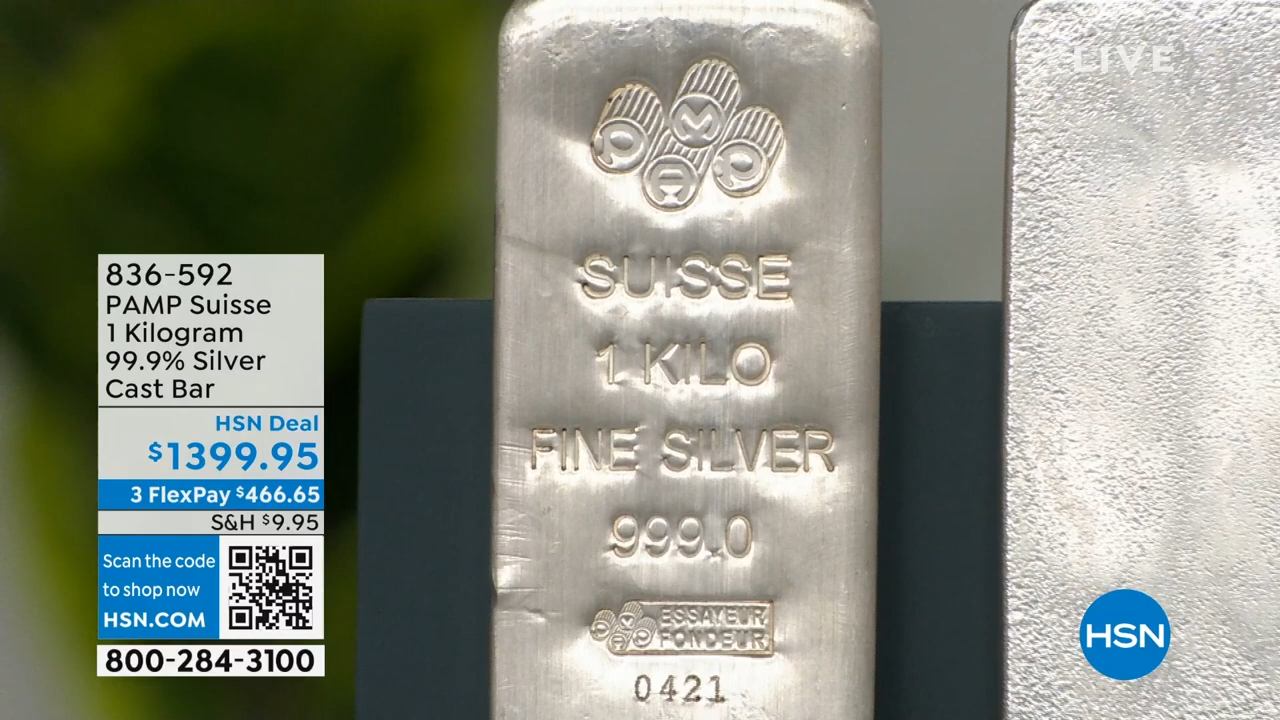 LIVE
PAMP
SUISSE
1 KILO
FINE SILVER
999.0
PAMP ESSAYEUR
FONDEUR
0421
836-592
PAMP Suisse
1 Kilogram
99.9% Silver
Cast Bar
HSN Deal
$1399.95
3 FlexPay $466.65
S&H $9.95
Scan the code
to shop now
HSN.COM
800-284-3100
HSN